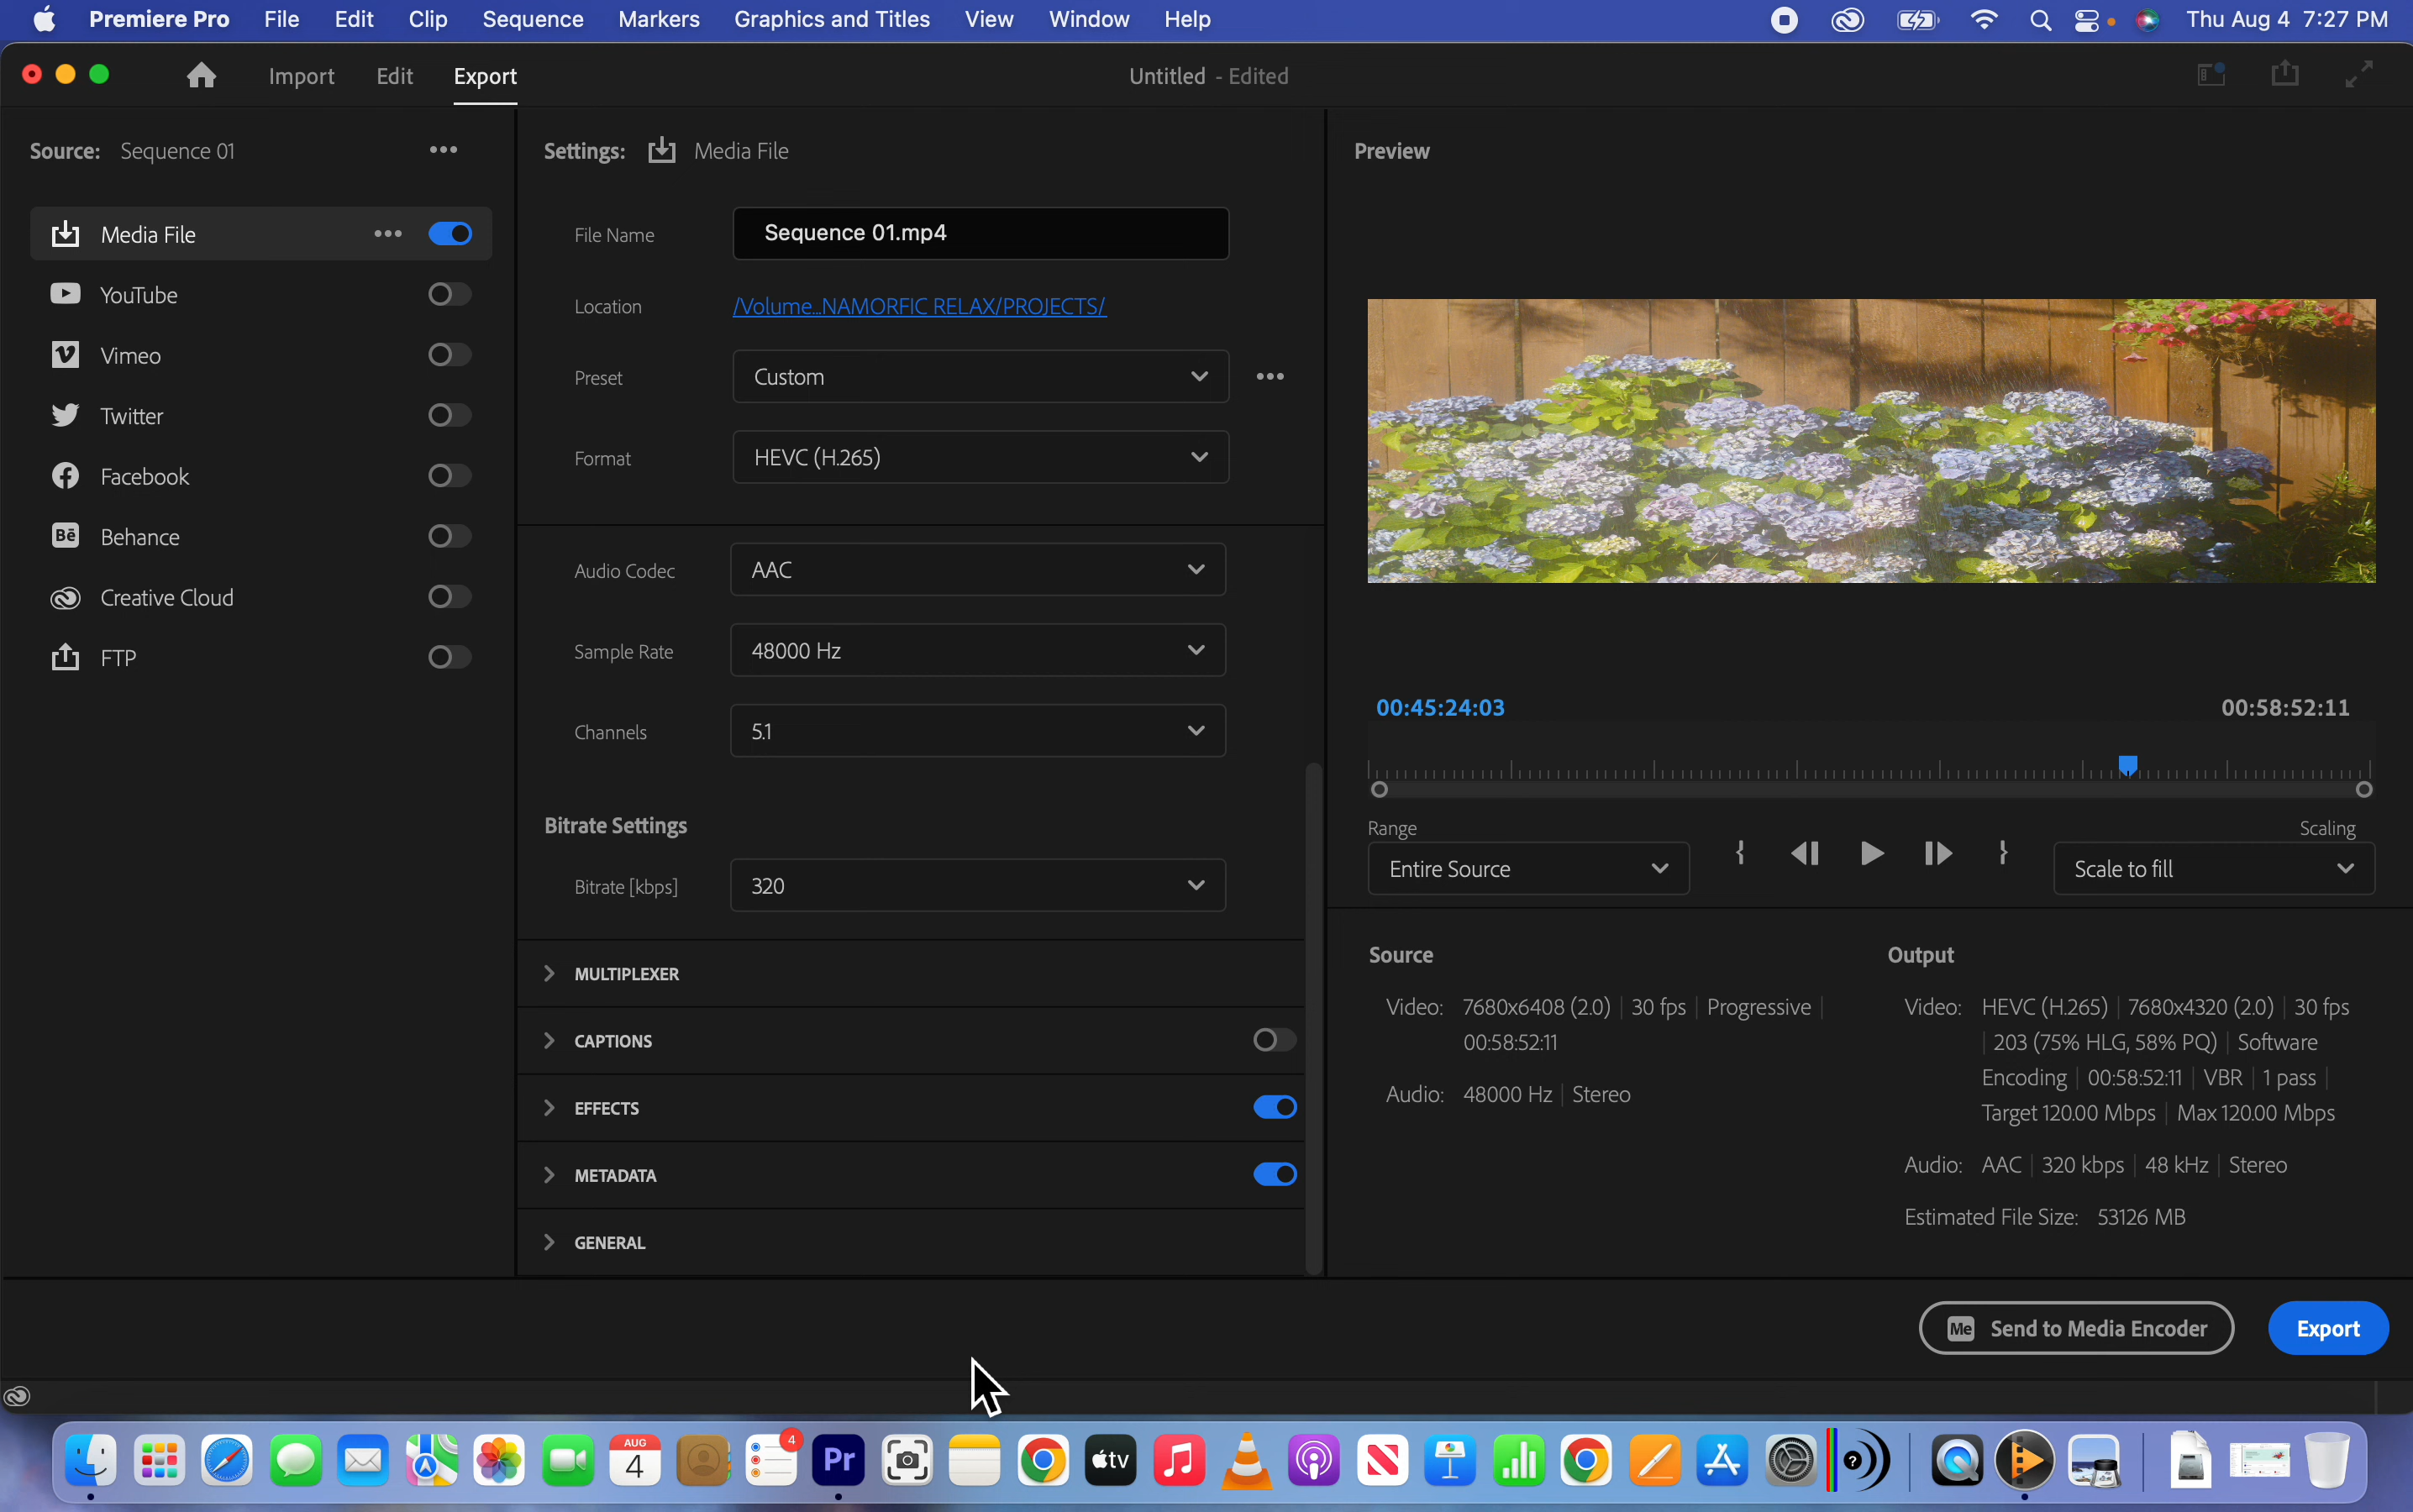 Premiere Pro File Edit Clip Sequence Markers Graphics and Titles View Window Help Thu Aug 4 7:27 PM
Import Edit Export Untitled - Edited
Source: Sequence 01
Settings: Media File
Preview
Media File
YouTube
Vimeo
Twitter
Facebook
Behance
Creative Cloud
FTP
File Name Sequence 01.mp4
Location /Volume...NAMORFIC RELAX/PROJECTS/
Preset Custom
Format HEVC (H.265)
Audio Codec AAC
Sample Rate 48000 Hz
Channels 5.1
Bitrate Settings
Bitrate [kbps] 320
MULTIPLEXER
CAPTIONS
EFFECTS
METADATA
GENERAL
00:45:24:03 00:58:52:11
Range Scaling
Entire Source Scale to fill
Source
Video: 7680x6408 (2.0) | 30 fps | Progressive |
00:58:52:11
Audio: 48000 Hz | Stereo
Output
Video: HEVC (H.265) | 7680x4320 (2.0) | 30 fps
| 203 (75% HLG, 58% PQ) | Software
Encoding | 00:58:52:11 | VBR | 1 pass |
Target 120.00 Mbps | Max 120.00 Mbps
Audio: AAC | 320 kbps | 48 kHz | Stereo
Estimated File Size: 53126 MB
Me Send to Media Encoder Export
AUG
4
4
Pr
tv
?